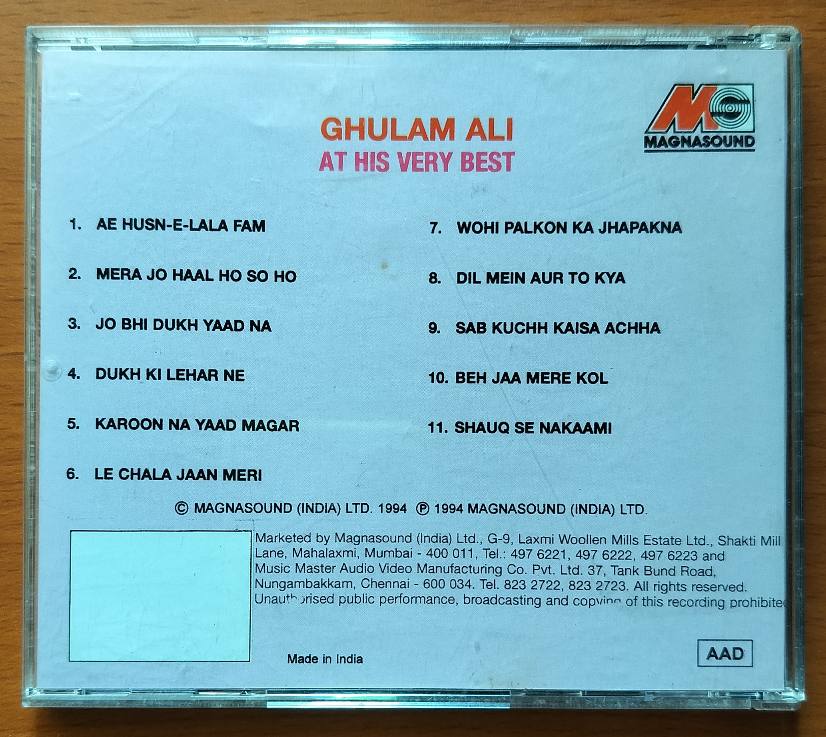 GHULAM ALI
AT HIS VERY BEST
MAGNASOUND
1. AE HUSN-E-LALA FAM
2. MERA JO HAAL HO SO HO
3. JO BHI DUKH YAAD NA
4. DUKH KI LEHAR NE
5. KAROON NA YAAD MAGAR
6. LE CHALA JAAN MERI
7. WOHI PALKON KA JHAPAKNA
8. DIL MEIN AUR TO KYA
9. SAB KUCHH KAISA ACHHA
10. BEH JAA MERE KOL
11. SHAUQ SE NAKAAMI
© MAGNASOUND (INDIA) LTD. 1994 ℗ 1994 MAGNASOUND (INDIA) LTD.
Marketed by Magnasound (India) Ltd., G-9, Laxmi Woollen Mills Estate Ltd., Shakti Mill
Lane, Mahalaxmi, Mumbai - 400 011, Tel.: 497 6221, 497 6222, 497 6223 and
Music Master Audio Video Manufacturing Co. Pvt. Ltd. 37, Tank Bund Road,
Nungambakkam, Chennai - 600 034. Tel. 823 2722, 823 2723. All rights reserved.
Unauthorised public performance, broadcasting and copying of this recording prohibited
Made in India
AAD